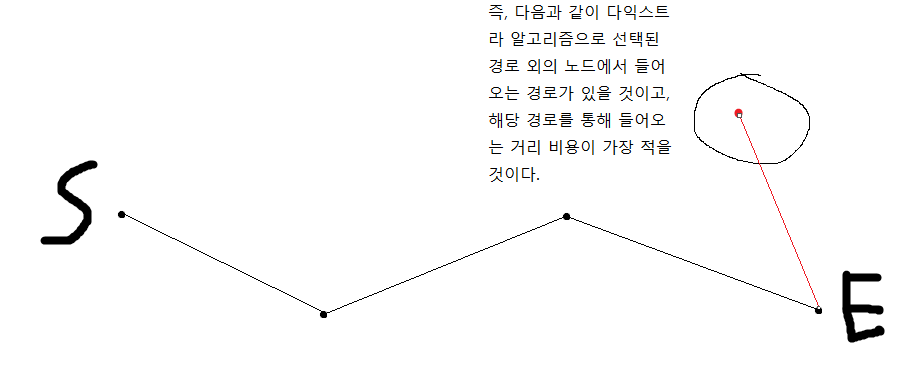 즉, 다음과 같이 다익스트
라 알고리즘으로 선택된
경로 외의 노드에서 들어
오는 경로가 있을 것이고,
해당 경로를 통해 들어오
는 거리 비용이 가장 적을
것이다.
S
E